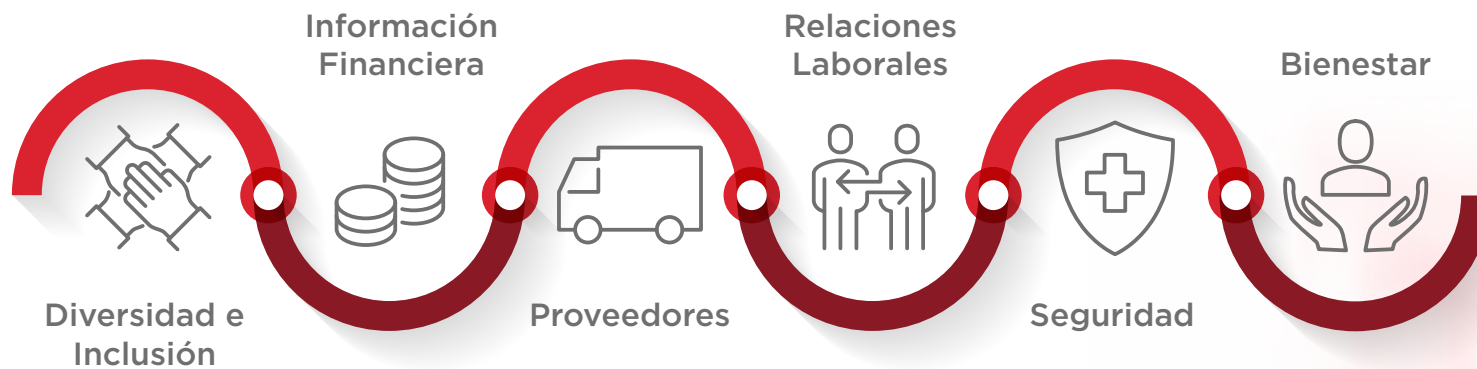 Diversidad e
Inclusión
Información
Financiera
Proveedores
Relaciones
Laborales
Seguridad
Bienestar